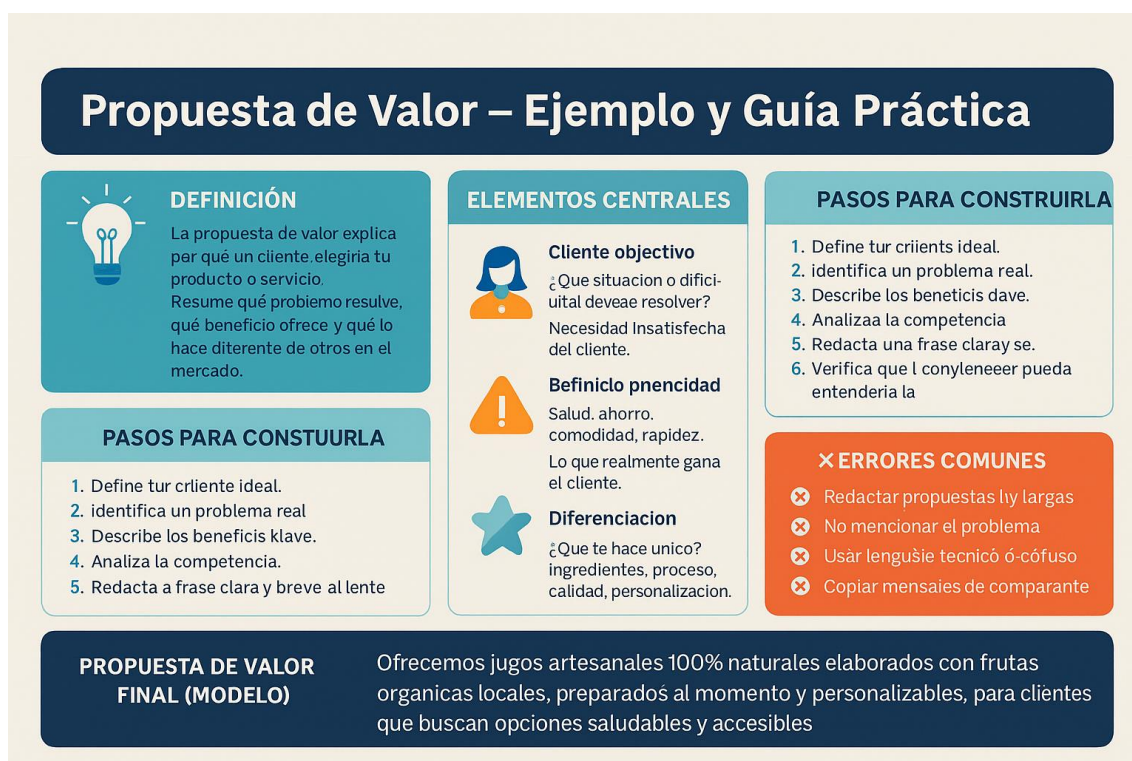 Propuesta de Valor – Ejemplo y Guía Práctica
DEFINICIÓN
La propuesta de valor explica
per qué un cliente.elegiria tu
producto o servicio.
Resume qué probiemo resulve,
qué beneficio ofrece y qué lo
hace diterente de otros en el
mercado.
PASOS PARA CONSTUURLA
1. Define tur crliente ideal.
2. identifica un problema real
3. Describe los beneficis klave.
4. Analiza la competencia.
5. Redacta a frase clara y breve al lente
ELEMENTOS CENTRALES
Cliente objectivo
¿Que situacion o difici-
uital deveae resolver?
Necesidad Insatisfecha
del cliente.
Befiniclo pnencidad
Salud. ahorro.
comodidad, rapidez.
Lo que realmente gana
el cliente.
Diferenciacion
¿Que te hace unico?
ingredientes, proceso,
calidad, personalizacion.
PASOS PARA CONSTRUIRLA
1. Define tur criients ideal.
2. identifica un problema real.
3. Describe los beneticis dave.
4. Analizaa la competencia
5. Redacta una frase claray se.
6. Verifica que l conyleneeer pueda
entenderia la
✕ ERRORES COMUNES
Redactar propuestas lıy largas
No mencionar el problema
Usàr lengušie tecnicò ó-cófuso
Copiar mensaies de comparante
PROPUESTA DE VALOR
FINAL (MODELO)
Ofrecemos jugos artesanales 100% naturales elaborados con frutas
organicas locales, preparados al momento y personalizables, para clientes
que buscan opciones saludables y accesibles